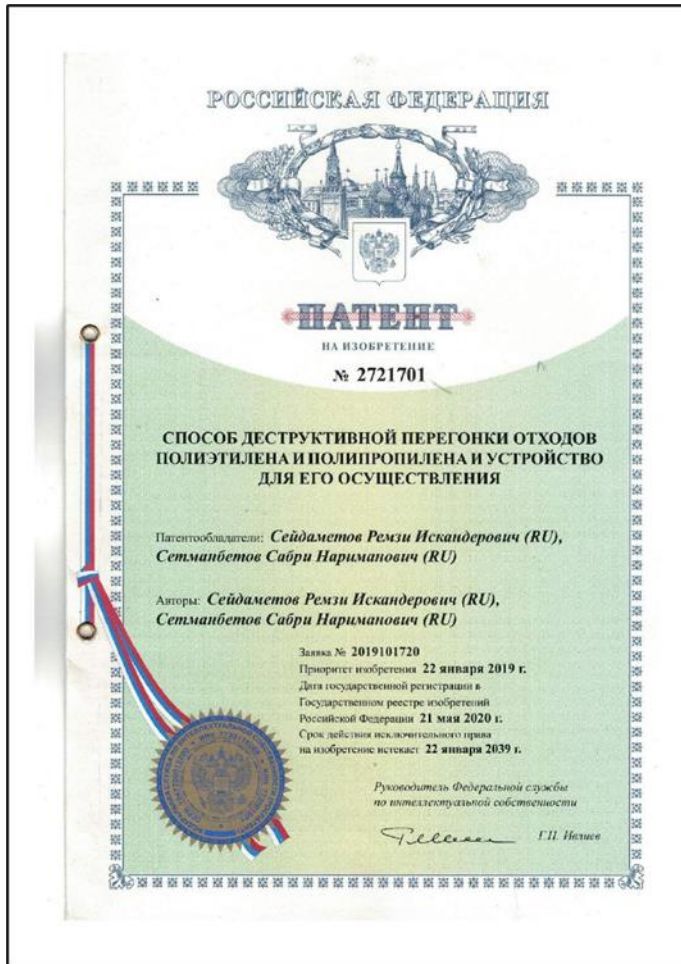 РОССИЙСКАЯ ФЕДЕРАЦИЯ
ПАТЕНТ
НА ИЗОБРЕТЕНИЕ
№ 2721701
СПОСОБ ДЕСТРУКТИВНОЙ ПЕРЕГОНКИ ОТХОДОВ
ПОЛИЭТИЛЕНА И ПОЛИПРОПИЛЕНА И УСТРОЙСТВО
ДЛЯ ЕГО ОСУЩЕСТВЛЕНИЯ
Патентообладатели: Сейдаметов Ремзи Искандерович (RU),
Сетманбетов Сабри Нариманович (RU)
Авторы: Сейдаметов Ремзи Искандерович (RU),
Сетманбетов Сабри Нариманович (RU)
Заявка № 2019101720
Приоритет изобретения 22 января 2019 г.
Дата государственной регистрации в
Государственном реестре изобретений
Российской Федерации 21 мая 2020 г.
Срок действия исключительного права
на изобретение истекает 22 января 2039 г.
Руководитель Федеральной службы
по интеллектуальной собственности
Г.П. Ивлиев